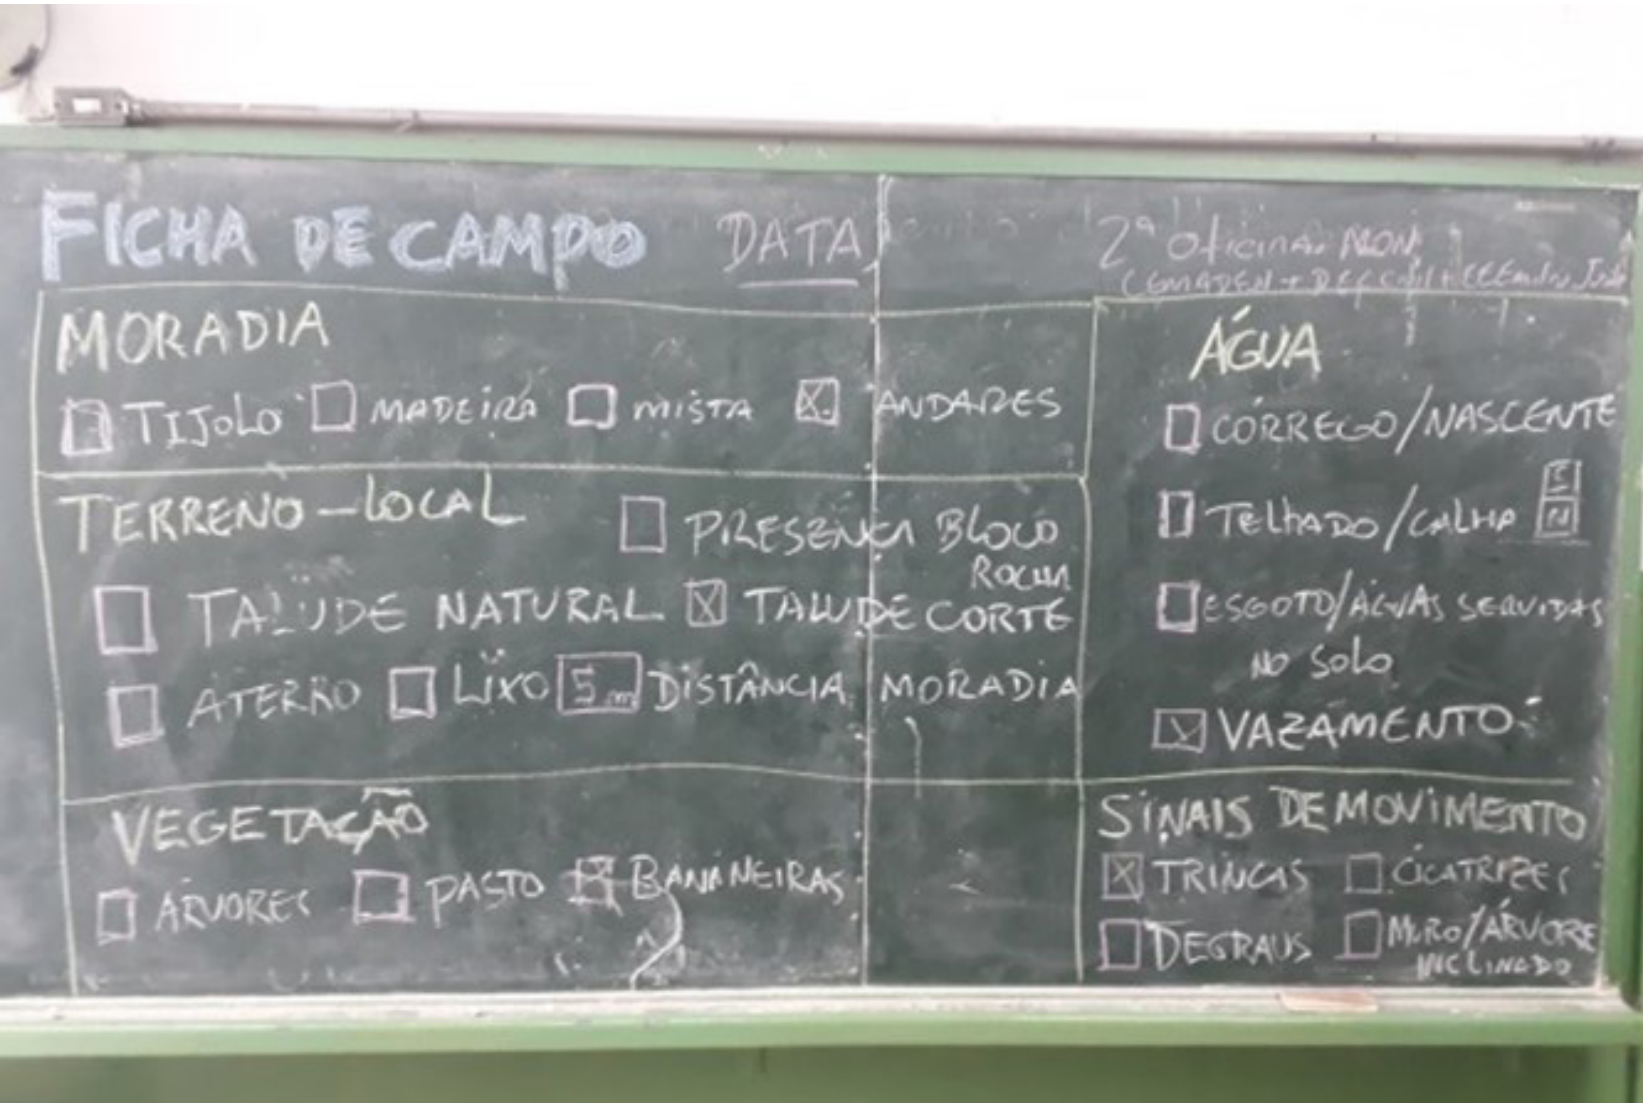 FICHA DE CAMPO DATA
2ª Oficina
MORADIA
TIJOLO MADEIRA MISTA X ANDARES
TERRENO-LOCAL
PRESENÇA BLOCO
ROCHA
TALUDE NATURAL X TALUDE CORTE
ATERRO LIXO 5 m DISTÂNCIA MORADIA
VEGETAÇÃO
ÁRVORES PASTO X BANANEIRAS
ÁGUA
CÓRREGO/NASCENTE
TELHADO/CALHA S
N
ESGOTO/ÁGUAS SERVIDAS
NO SOLO
VAZAMENTO
SINAIS DE MOVIMENTO
X TRINCAS CICATRIZES
DEGRAUS MURO/ÁRVORE
INCLINADO